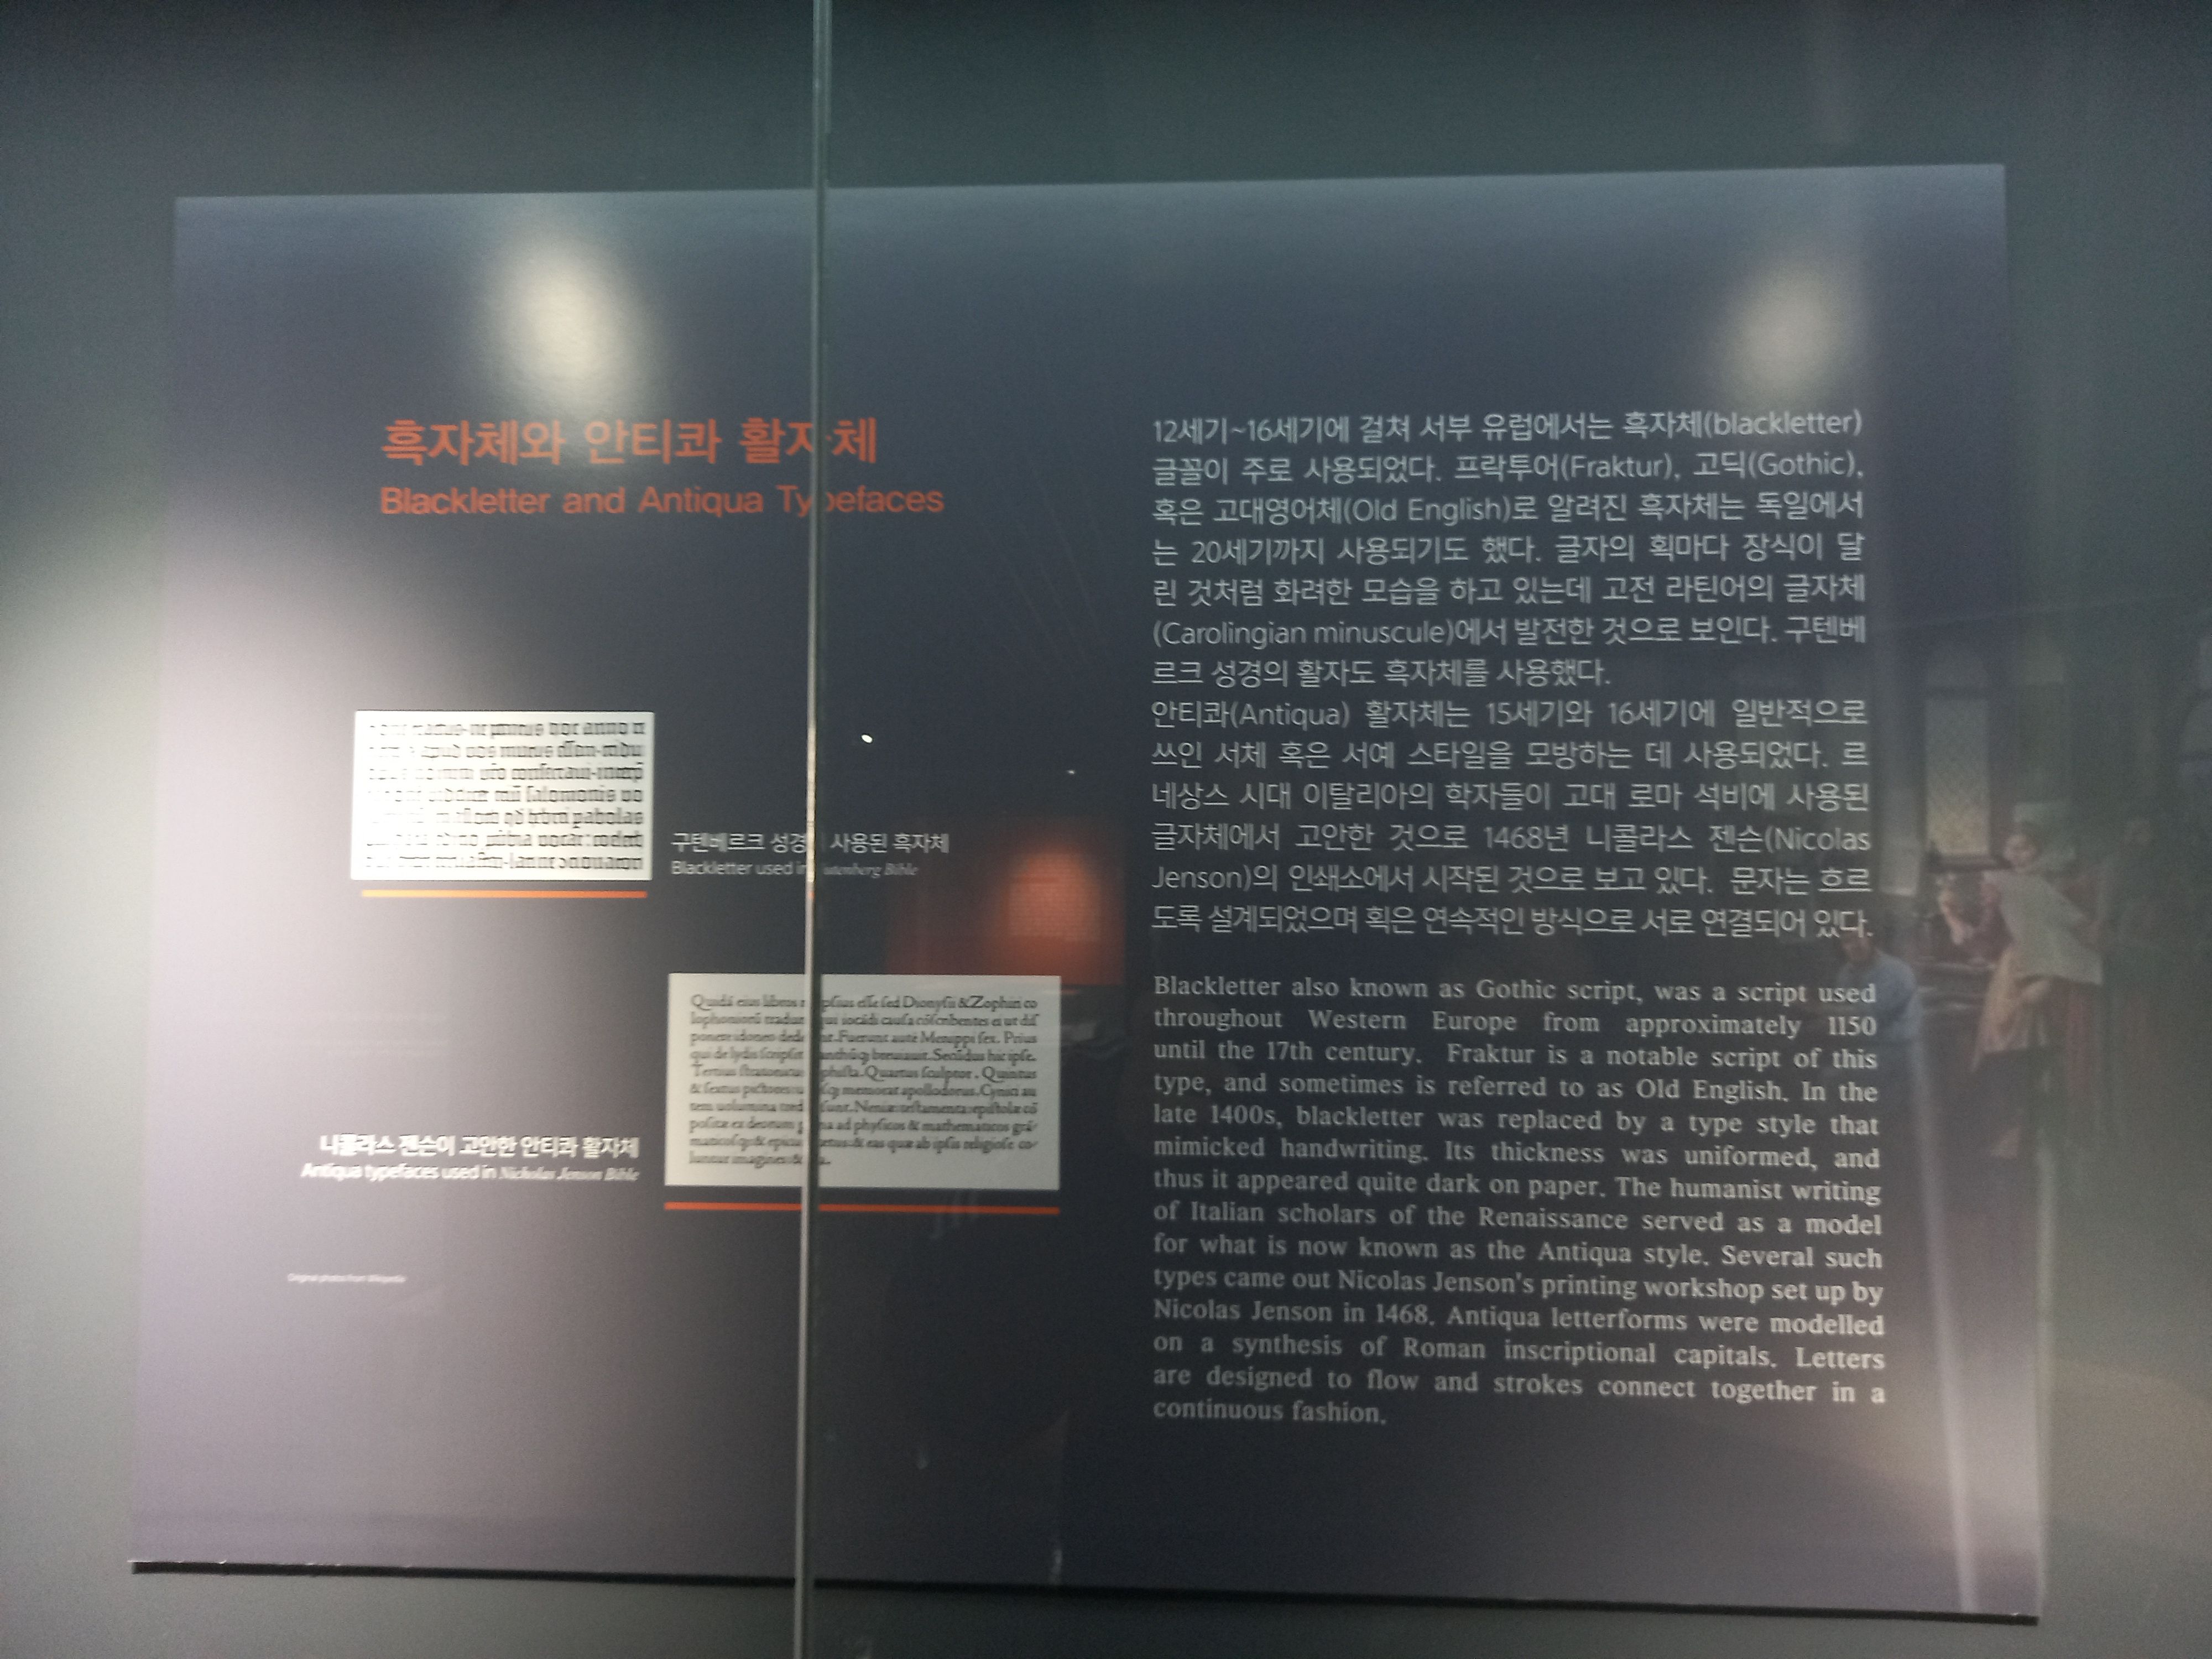 흑자체와 안티콰 활자체
Blackletter and Antiqua Typefaces
구텐베르크 성경 사용된 흑자체
Blackletter used in Gutenberg Bible
니콜라스 젠슨이 고안한 안티콰 활자체
Antiqua typefaces used in Nicholas Jenson Bible
Original photos from Wikipedia
12세기~16세기에 걸쳐 서부 유럽에서는 흑자체(blackletter)
글꼴이 주로 사용되었다. 프락투어(Fraktur), 고딕(Gothic),
혹은 고대영어체(Old English)로 알려진 흑자체는 독일에서
는 20세기까지 사용되기도 했다. 글자의 획마다 장식이 달
린 것처럼 화려한 모습을 하고 있는데 고전 라틴어의 글자체
(Carolingian minuscule)에서 발전한 것으로 보인다. 구텐베
르크 성경의 활자도 흑자체를 사용했다.
안티콰(Antiqua) 활자체는 15세기와 16세기에 일반적으로
쓰인 서체 혹은 서예 스타일을 모방하는 데 사용되었다. 르
네상스 시대 이탈리아의 학자들이 고대 로마 석비에 사용된
글자체에서 고안한 것으로 1468년 니콜라스 젠슨(Nicolas
Jenson)의 인쇄소에서 시작된 것으로 보고 있다. 문자는 흐르
도록 설계되었으며 획은 연속적인 방식으로 서로 연결되어 있다.
Blackletter also known as Gothic script, was a script used
throughout Western Europe from approximately 1150
until the 17th century. Fraktur is a notable script of this
type, and sometimes is referred to as Old English. In the
late 1400s, blackletter was replaced by a type style that
mimicked handwriting. Its thickness was uniformed, and
thus it appeared quite dark on paper. The humanist writing
of Italian scholars of the Renaissance served as a model
for what is now known as the Antiqua style. Several such
types came out Nicolas Jenson's printing workshop set up by
Nicolas Jenson in 1468. Antiqua letterforms were modelled
on a synthesis of Roman inscriptional capitals. Letters
are designed to flow and strokes connect together in a
continuous fashion.